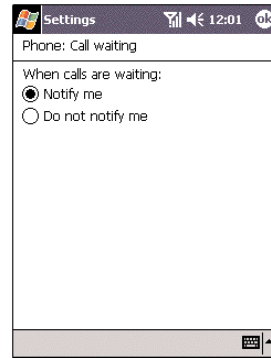 Settings 12:01 ok
Phone: Call waiting
When calls are waiting:
Notify me
Do not notify me